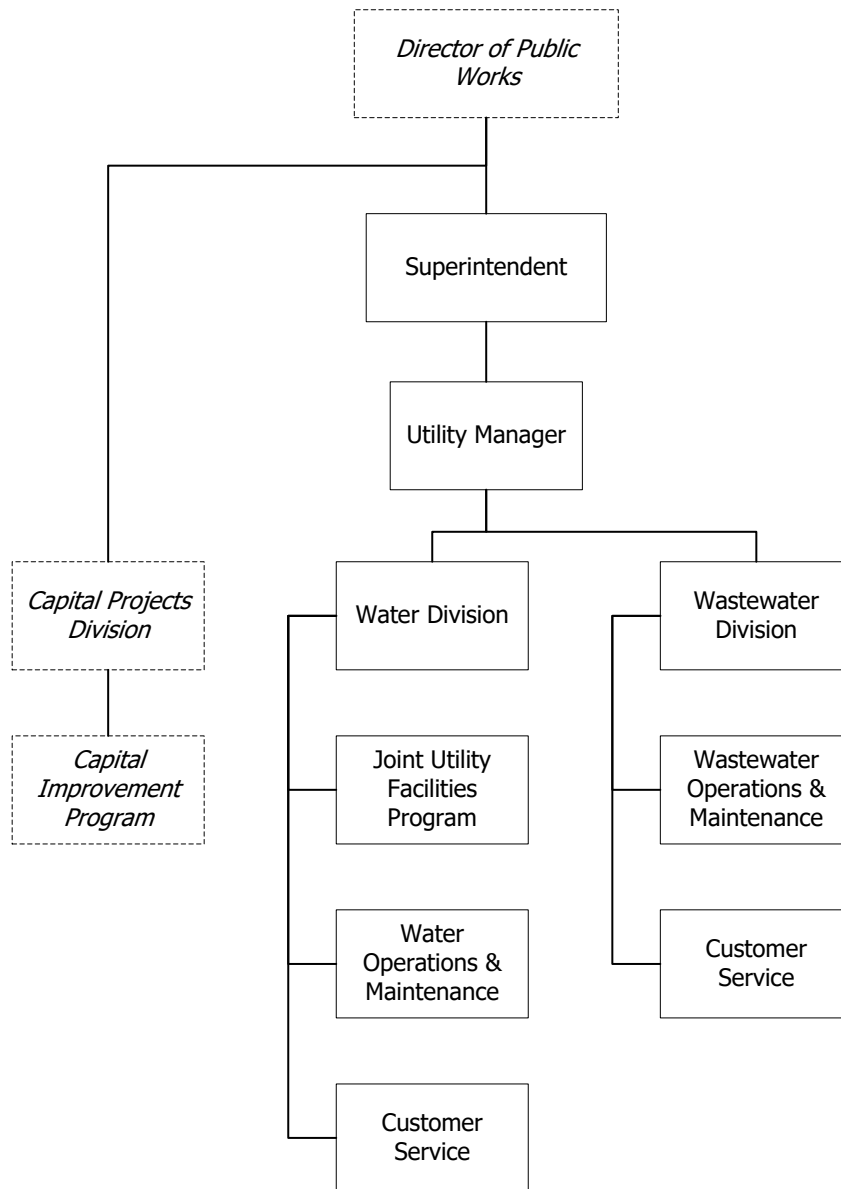 Director of Public
Works
Superintendent
Utility Manager
Capital Projects
Division
Water Division
Wastewater
Division
Capital
Improvement
Program
Joint Utility
Facilities
Program
Wastewater
Operations &
Maintenance
Water
Operations &
Maintenance
Customer
Service
Customer
Service